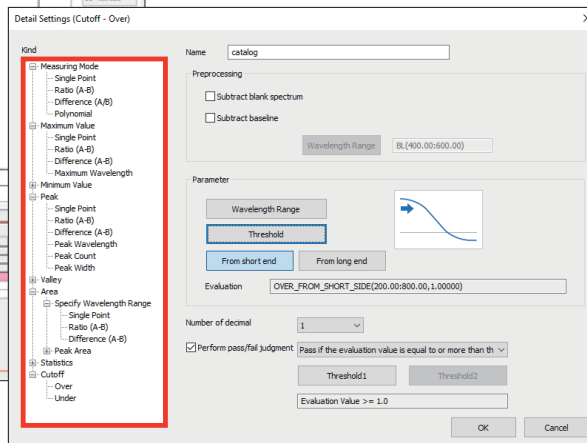 Detail Settings (Cutoff - Over)
Kind
Measuring Mode
Single Point
Ratio (A-B)
Difference (A/B)
Polynomial
Maximum Value
Single Point
Ratio (A-B)
Difference (A-B)
Maximum Wavelength
Minimum Value
Peak
Single Point
Ratio (A-B)
Difference (A-B)
Peak Wavelength
Peak Count
Peak Width
Valley
Area
Specify Wavelength Range
Single Point
Ratio (A-B)
Difference (A-B)
Peak Area
Statistics
Cutoff
Over
Under
Name catalog
Preprocessing
Subtract blank spectrum
Subtract baseline
Wavelength Range BL(400.00:600.00)
Parameter
Wavelength Range
Threshold
From short end From long end
Evaluation OVER_FROM_SHORT_SIDE(200.00:800.00,1.00000)
Number of decimal 1
Perform pass/fail judgment Pass if the evaluation value is equal to or more than th
Threshold1 Threshold2
Evaluation Value >= 1.0
OK Cancel